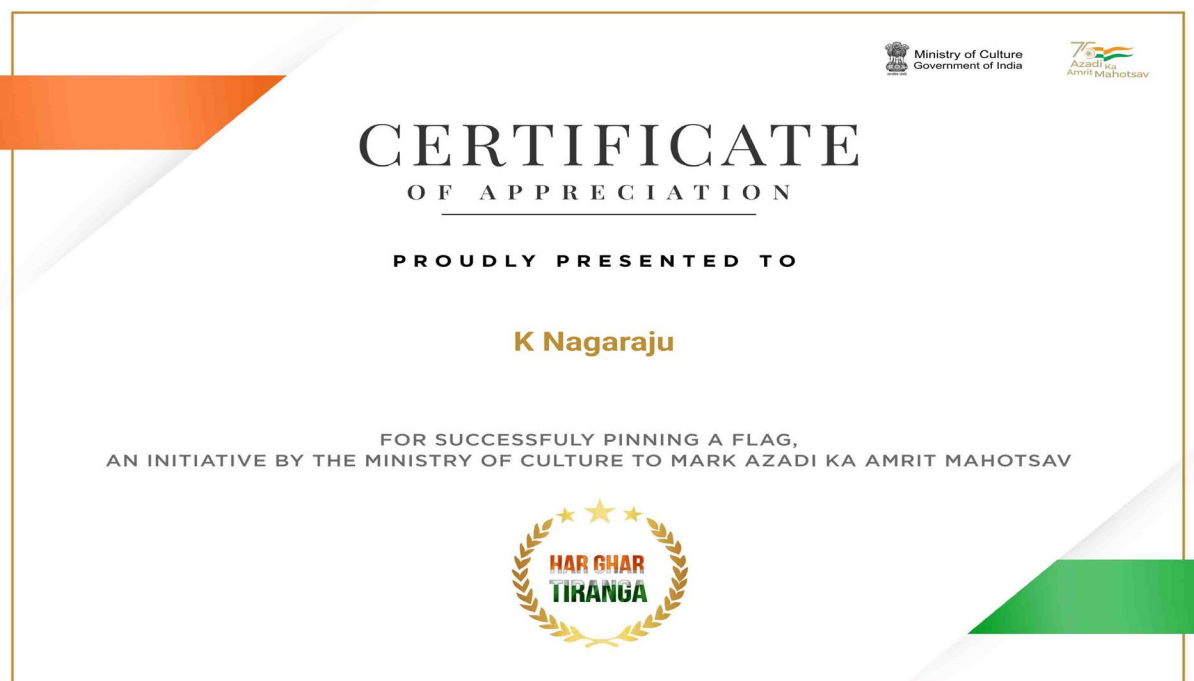 Ministry of Culture
Government of India
75
Azadi Ka
Amrit Mahotsav
CERTIFICATE
OF APPRECIATION
PROUDLY PRESENTED TO
K Nagaraju
FOR SUCCESSFULY PINNING A FLAG,
AN INITIATIVE BY THE MINISTRY OF CULTURE TO MARK AZADI KA AMRIT MAHOTSAV
HAR GHAR
TIRANGA